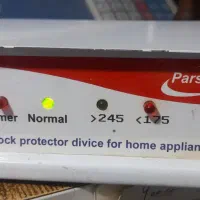 Pars
mer Normal >245 <175
ock protector divice for home applian